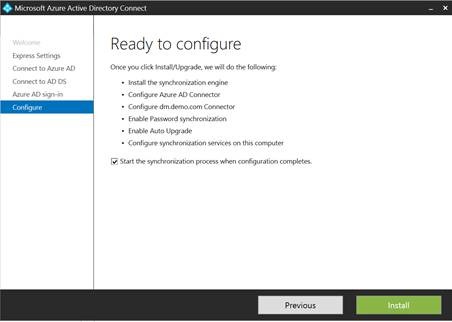 Microsoft Azure Active Directory Connect
Welcome
Express Settings
Connect to Azure AD
Connect to AD DS
Azure AD sign-in
Configure
Ready to configure
Once you click Install/Upgrade, we will do the following:
• Install the synchronization engine
• Configure Azure AD Connector
• Configure dm.demo.com Connector
• Enable Password synchronization
• Enable Auto Upgrade
• Configure synchronization services on this computer
Start the synchronization process when configuration completes.
Previous
Install